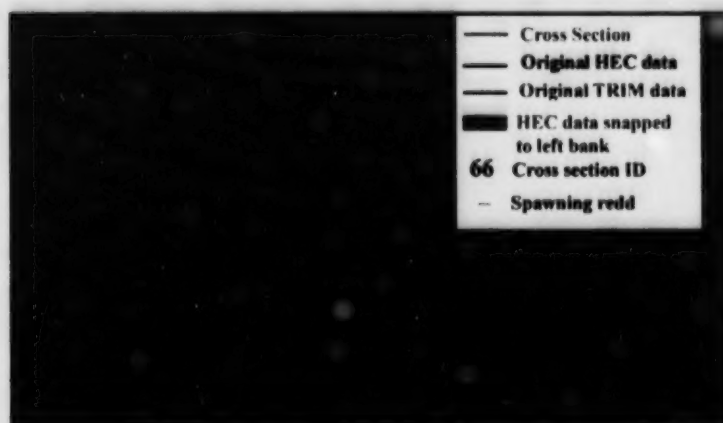 Cross Section
Original HEC data
Original TRIM data
HEC data snapped
to left bank
66 Cross section ID
Spawning redd